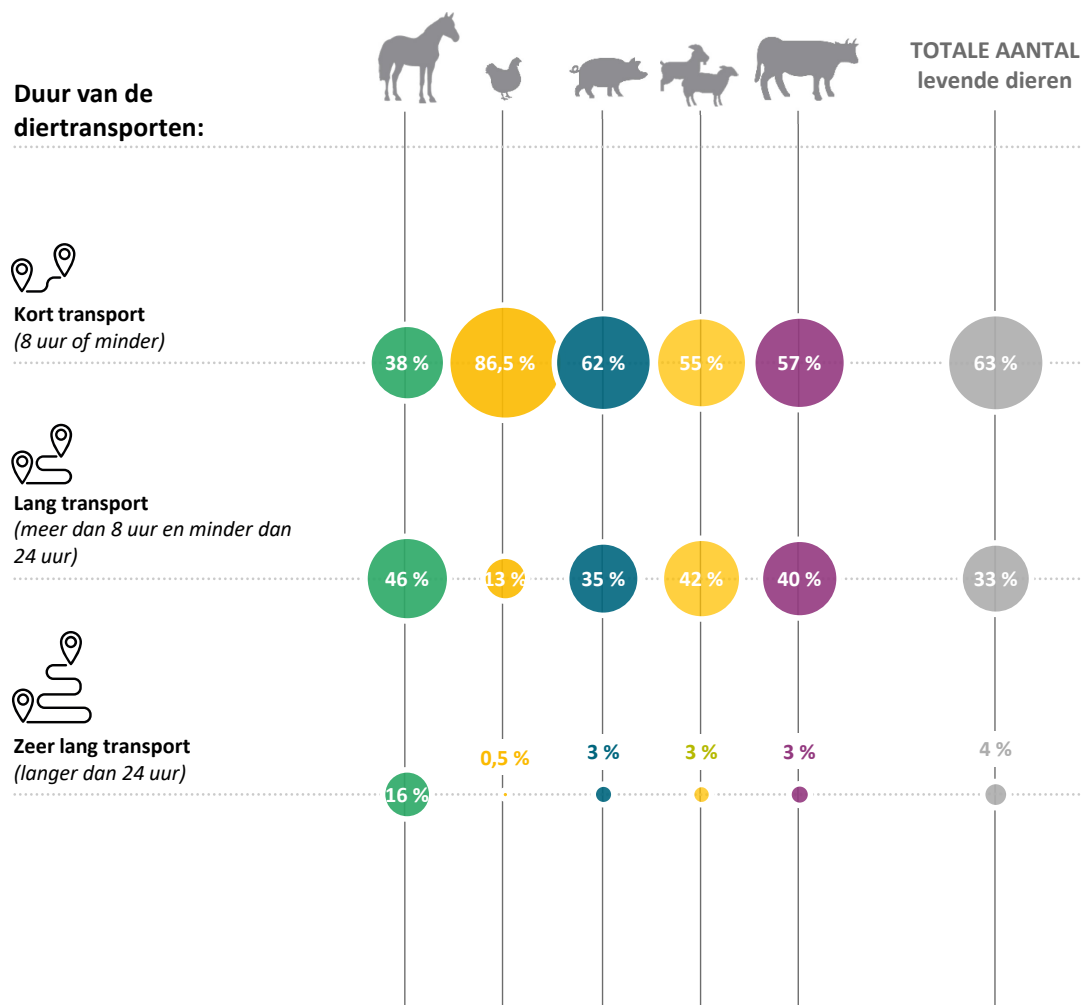 TOTALE AANTAL
levende dieren
Duur van de
diertransporten:
Kort transport
(8 uur of minder)
38 %
86,5 %
62 %
55 %
57 %
63 %
Lang transport
(meer dan 8 uur en minder dan
24 uur)
46 %
13 %
35 %
42 %
40 %
33 %
Zeer lang transport
(langer dan 24 uur)
16 %
0,5 %
3 %
3 %
3 %
4 %